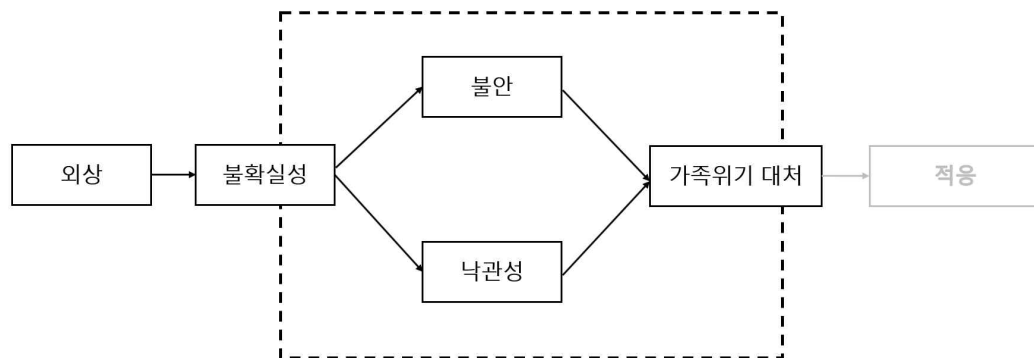 외상
불확실성
불안
낙관성
가족위기 대처
적응